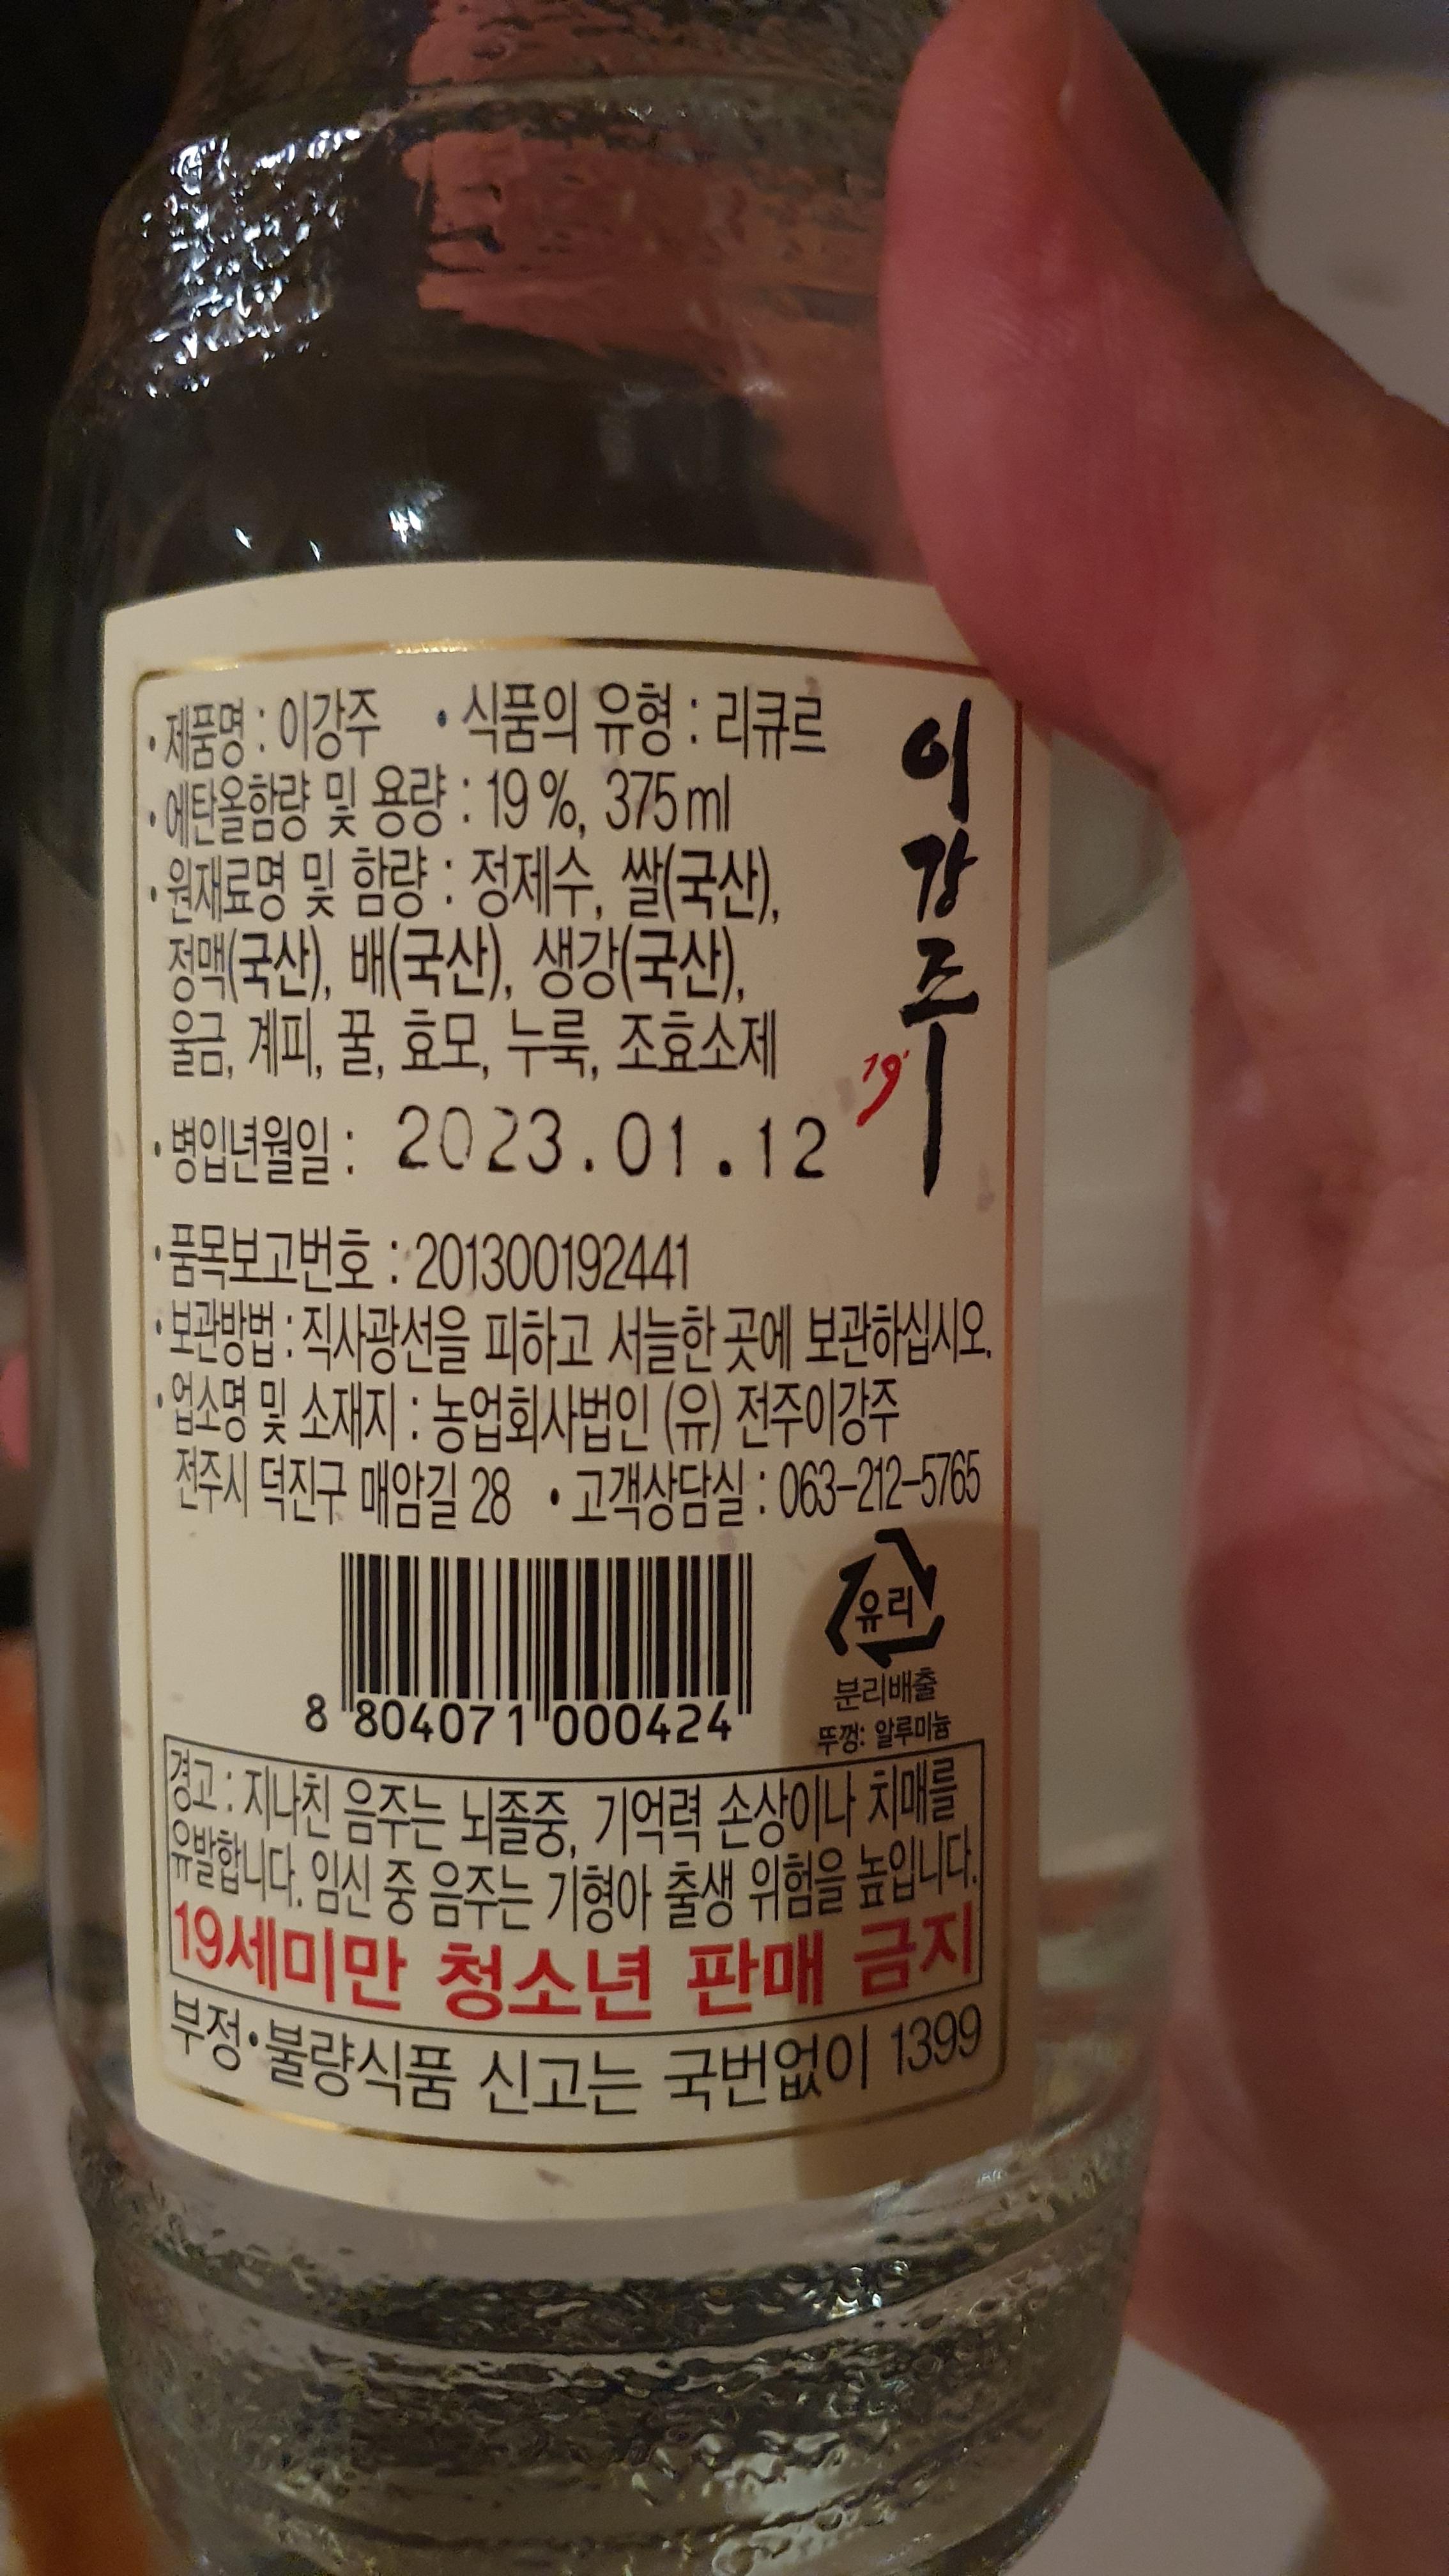 ·제품명 : 이강주 ·식품의 유형 : 리큐르
·에탄올함량 및 용량 : 19%, 375ml
·원재료명 및 함량 : 정제수, 쌀(국산),
정맥(국산), 배(국산), 생강(국산),
울금, 계피, 꿀, 효모, 누룩, 조효소제
이강주
19°
·병입년월일 : 2023.01.12
·품목보고번호 : 201300192441
·보관방법 : 직사광선을 피하고 서늘한 곳에 보관하십시오.
·업소명 및 소재지 : 농업회사법인 (유) 전주이강주
전주시 덕진구 매암길 28 ·고객상담실 : 063-212-5765
유리
분리배출
뚜껑: 알루미늄
8 804071 000424
경고 : 지나친 음주는 뇌졸중, 기억력 손상이나 치매를
유발합니다. 임신 중 음주는 기형아 출생 위험을 높입니다.
19세미만 청소년 판매 금지
부정·불량식품 신고는 국번없이 1399